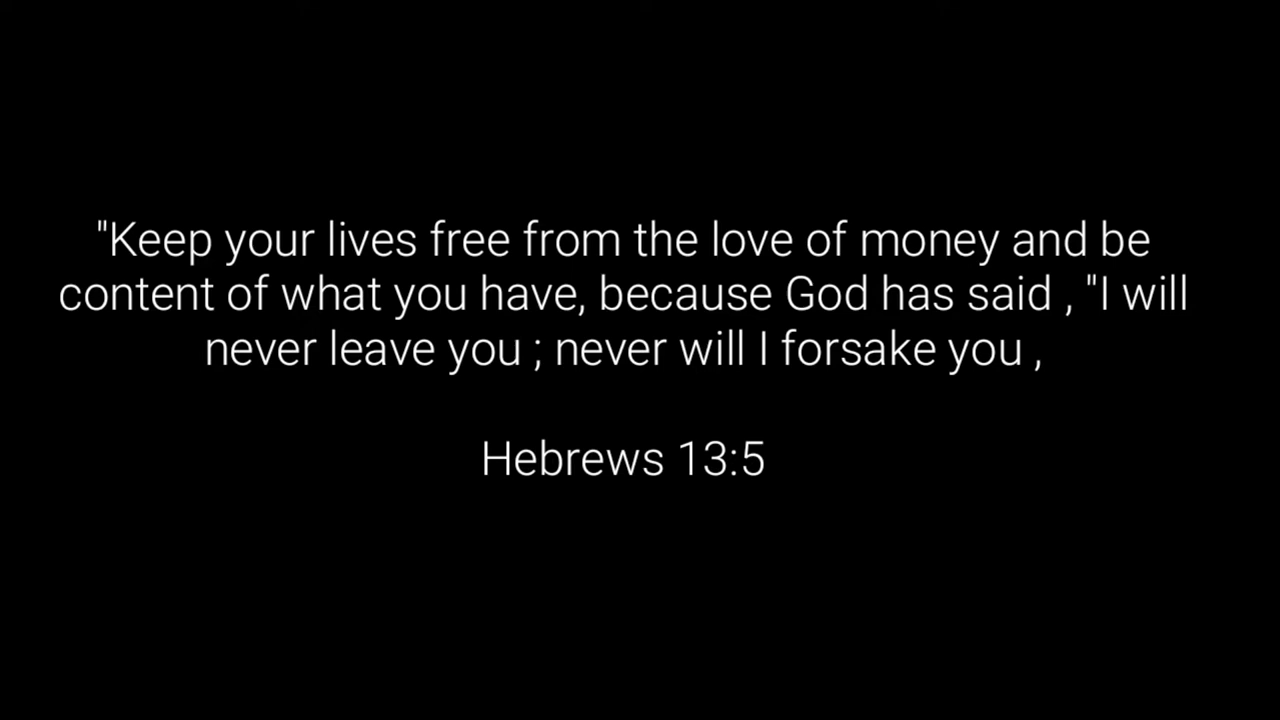 "Keep your lives free from the love of money and be
content of what you have, because God has said , "I will
never leave you ; never will I forsake you ,
Hebrews 13:5